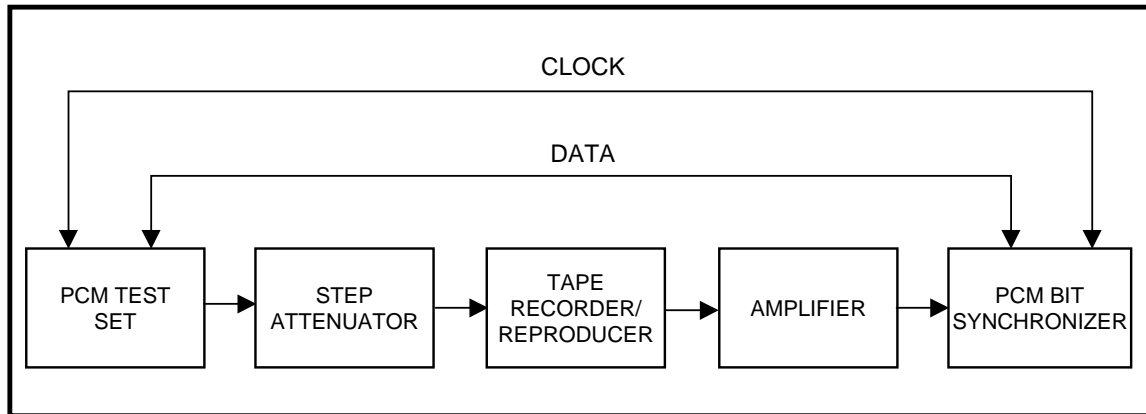 CLOCK
DATA
PCM TEST
SET
STEP
ATTENUATOR
TAPE
RECORDER/
REPRODUCER
AMPLIFIER
PCM BIT
SYNCHRONIZER